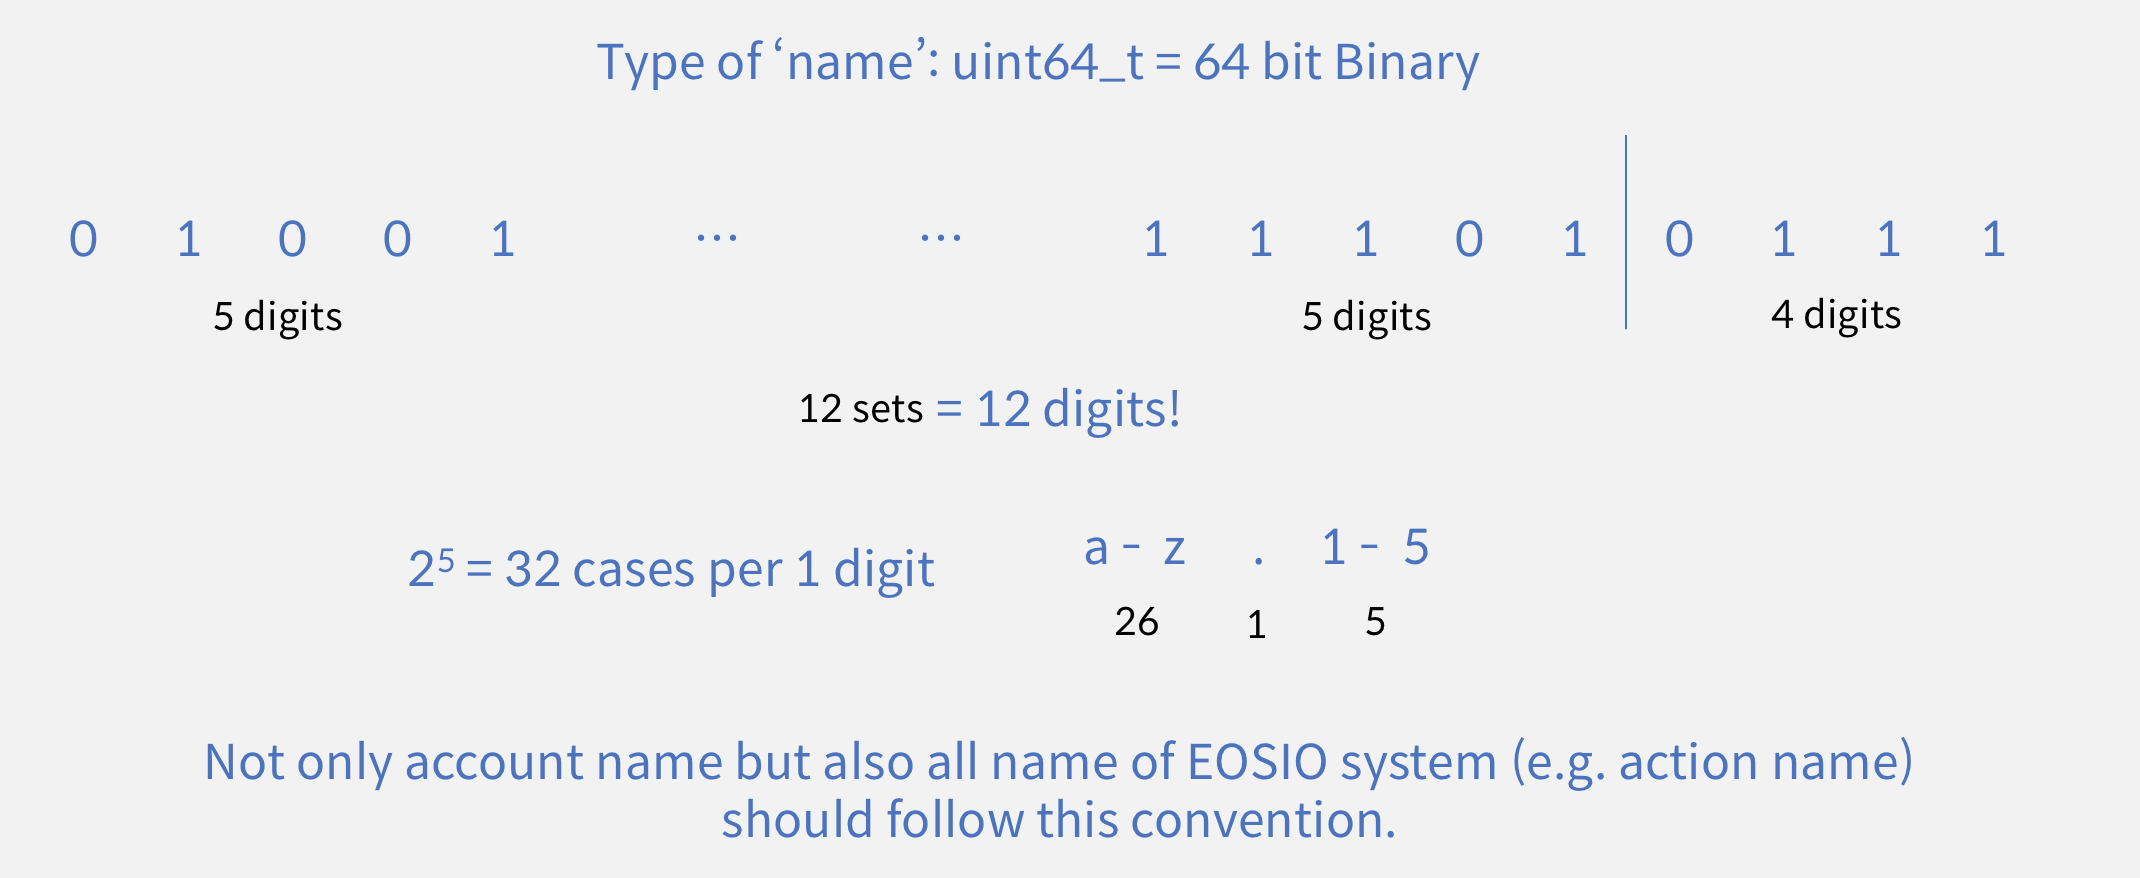 Type of ‘name’: uint64_t = 64 bit Binary
0 1 0 0 1 ··· ··· 1 1 1 0 1 0 1 1 1
5 digits 5 digits 4 digits
12 sets = 12 digits!
a - z . 1 - 5
2⁵ = 32 cases per 1 digit
26 1 5
Not only account name but also all name of EOSIO system (e.g. action name)
should follow this convention.